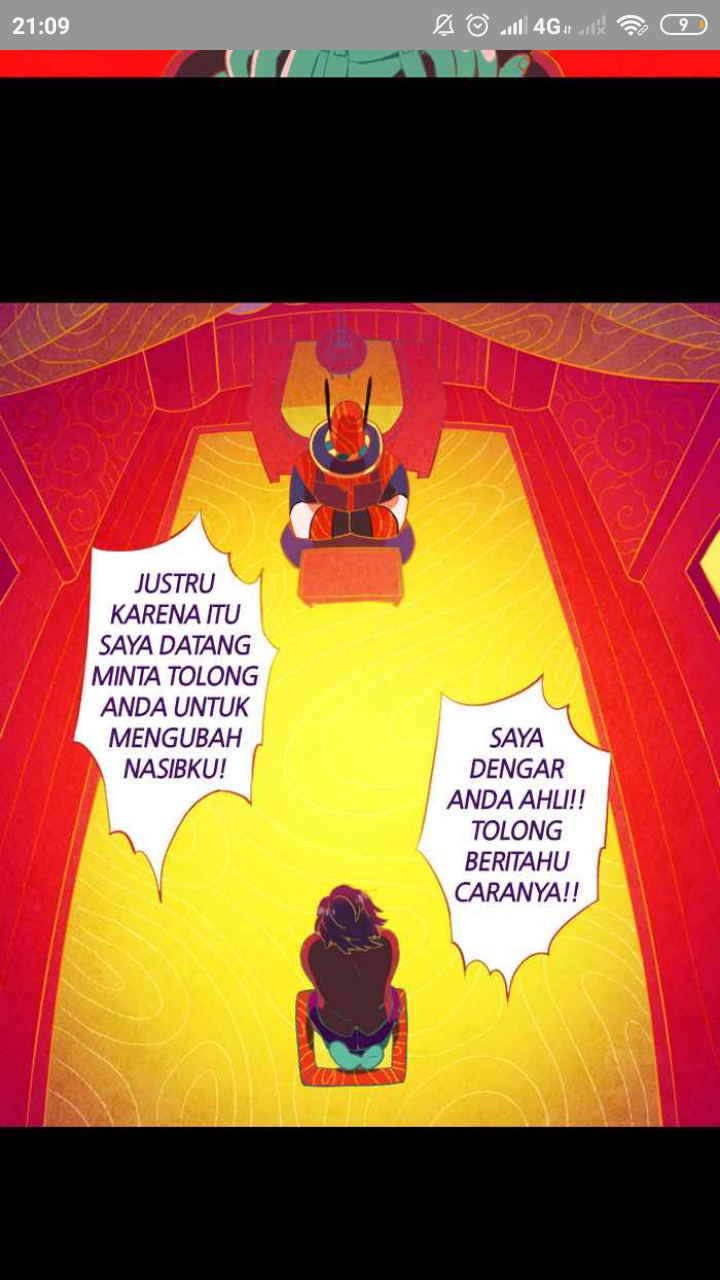 21:09
4G
9
JUSTRU
KARENA ITU
SAYA DATANG
MINTA TOLONG
ANDA UNTUK
MENGUBAH
NASIBKU!
SAYA
DENGAR
ANDA AHLI!!
TOLONG
BERITAHU
CARANYA!!